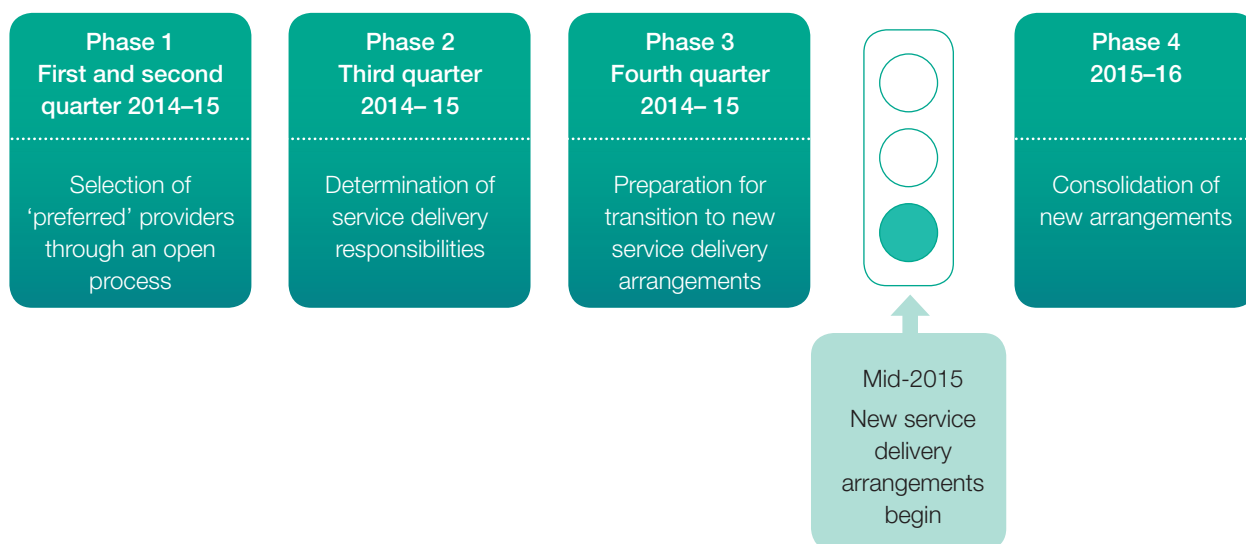 Phase 1
First and second
quarter 2014–15
Selection of
‘preferred’ providers
through an open
process
Phase 2
Third quarter
2014– 15
Determination of
service delivery
responsibilities
Phase 3
Fourth quarter
2014– 15
Preparation for
transition to new
service delivery
arrangements
Mid-2015
New service
delivery
arrangements
begin
Phase 4
2015–16
Consolidation of
new arrangements